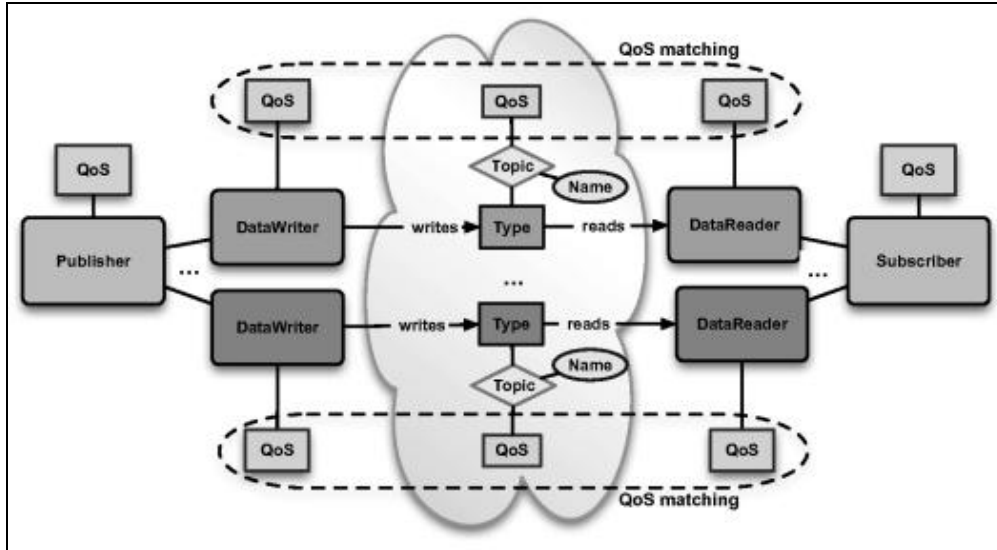 QoS matching
QoS
QoS
QoS
QoS
QoS
Topic
Name
DataWriter
writes
Type
reads
DataReader
Publisher
...
...
Subscriber
...
DataWriter
writes
Type
reads
DataReader
Topic
Name
QoS
QoS
QoS
QoS matching